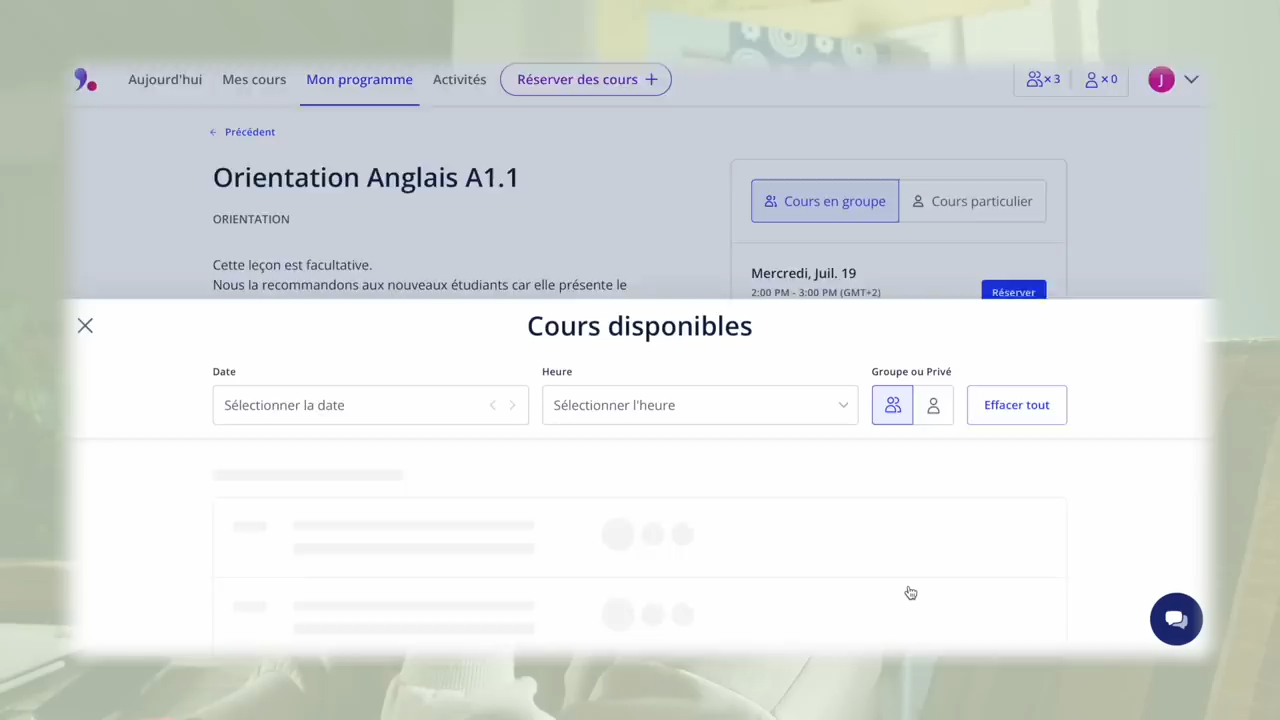 Aujourd'hui Mes cours Mon programme Activités Réserver des cours + × 3 × 0 J
← Précédent
Orientation Anglais A1.1
ORIENTATION
Cette leçon est facultative.
Nous la recommandons aux nouveaux étudiants car elle présente le
Cours en groupe Cours particulier
Mercredi, Juil. 19
2:00 PM - 3:00 PM (GMT+2)
Réserver
Cours disponibles
Date Heure Groupe ou Privé
Sélectionner la date Sélectionner l'heure Effacer tout